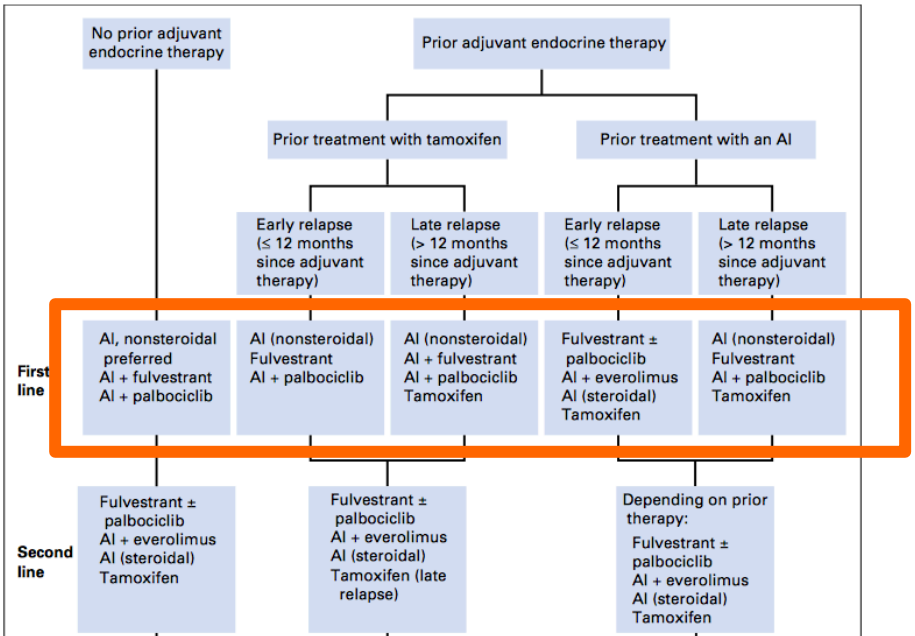 No prior adjuvant
endocrine therapy
Prior adjuvant endocrine therapy
Prior treatment with tamoxifen
Prior treatment with an AI
Early relapse
(≤ 12 months
since adjuvant
therapy)
Late relapse
(> 12 months
since adjuvant
therapy)
Early relapse
(≤ 12 months
since adjuvant
therapy)
Late relapse
(> 12 months
since adjuvant
therapy)
First
line
AI, nonsteroidal
preferred
AI + fulvestrant
AI + palbociclib
AI (nonsteroidal)
Fulvestrant
AI + palbociclib
AI (nonsteroidal)
AI + fulvestrant
AI + palbociclib
Tamoxifen
Fulvestrant ±
palbociclib
AI + everolimus
AI (steroidal)
Tamoxifen
AI (nonsteroidal)
Fulvestrant
AI + palbociclib
Tamoxifen
Second
line
Fulvestrant ±
palbociclib
AI + everolimus
AI (steroidal)
Tamoxifen
Fulvestrant ±
palbociclib
AI + everolimus
AI (steroidal)
Tamoxifen (late
relapse)
Depending on prior
therapy:
Fulvestrant ±
palbociclib
AI + everolimus
AI (steroidal)
Tamoxifen